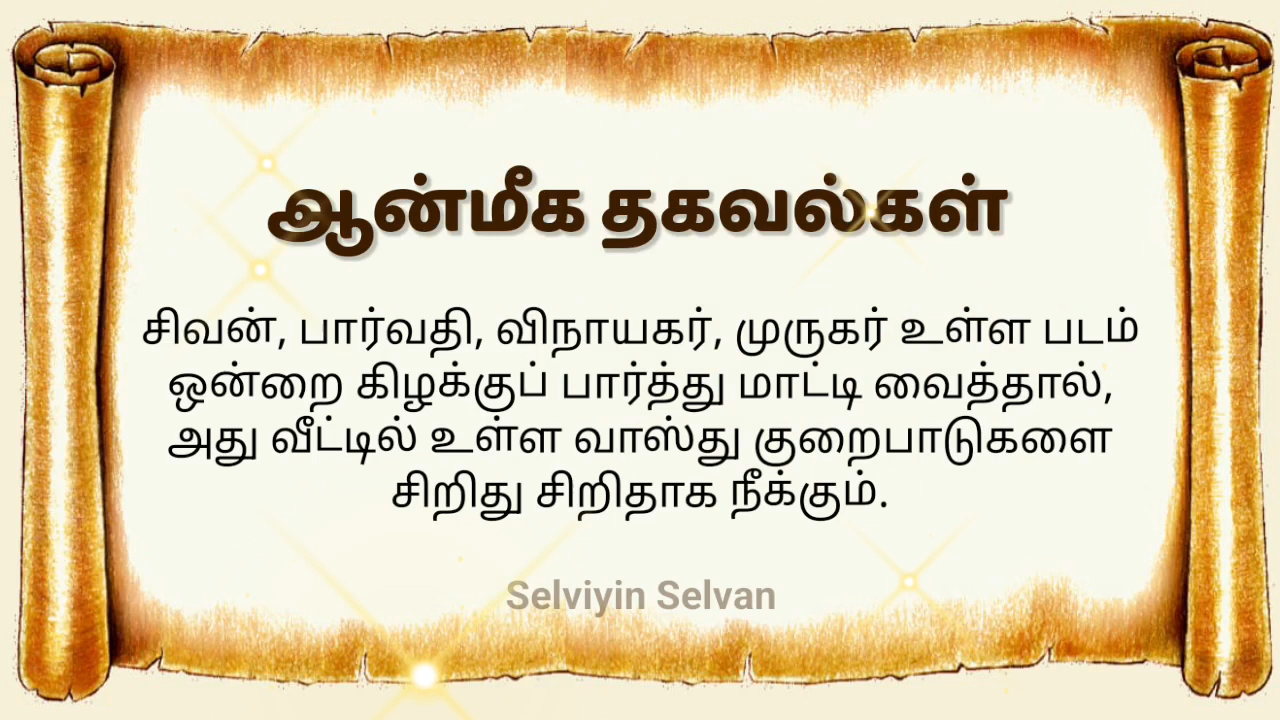 ஆன்மீக தகவல்கள்
சிவன், பார்வதி, விநாயகர், முருகர் உள்ள படம்
ஒன்றை கிழக்குப் பார்த்து மாட்டி வைத்தால்,
அது வீட்டில் உள்ள வாஸ்து குறைபாடுகளை
சிறிது சிறிதாக நீக்கும்.
Selviyin Selvan